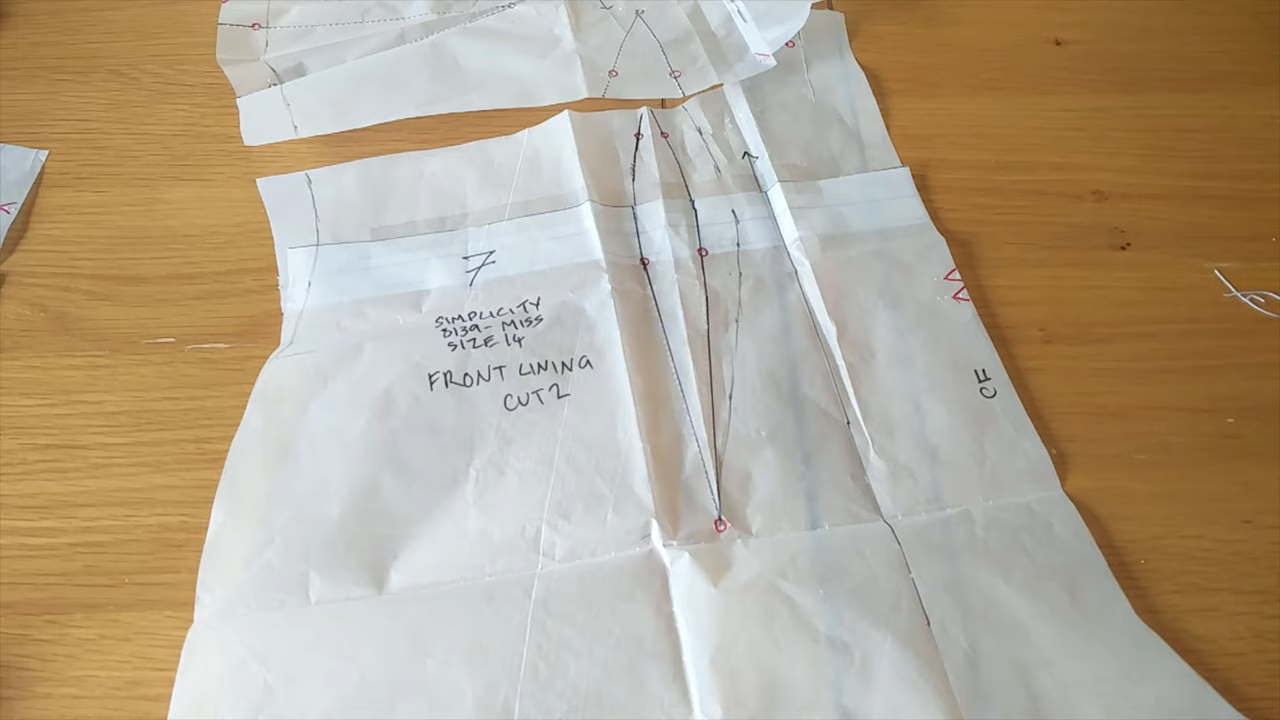 7
SIMPLICITY
8139 - MISS
SIZE 14
FRONT LINING
CUT 2
CF